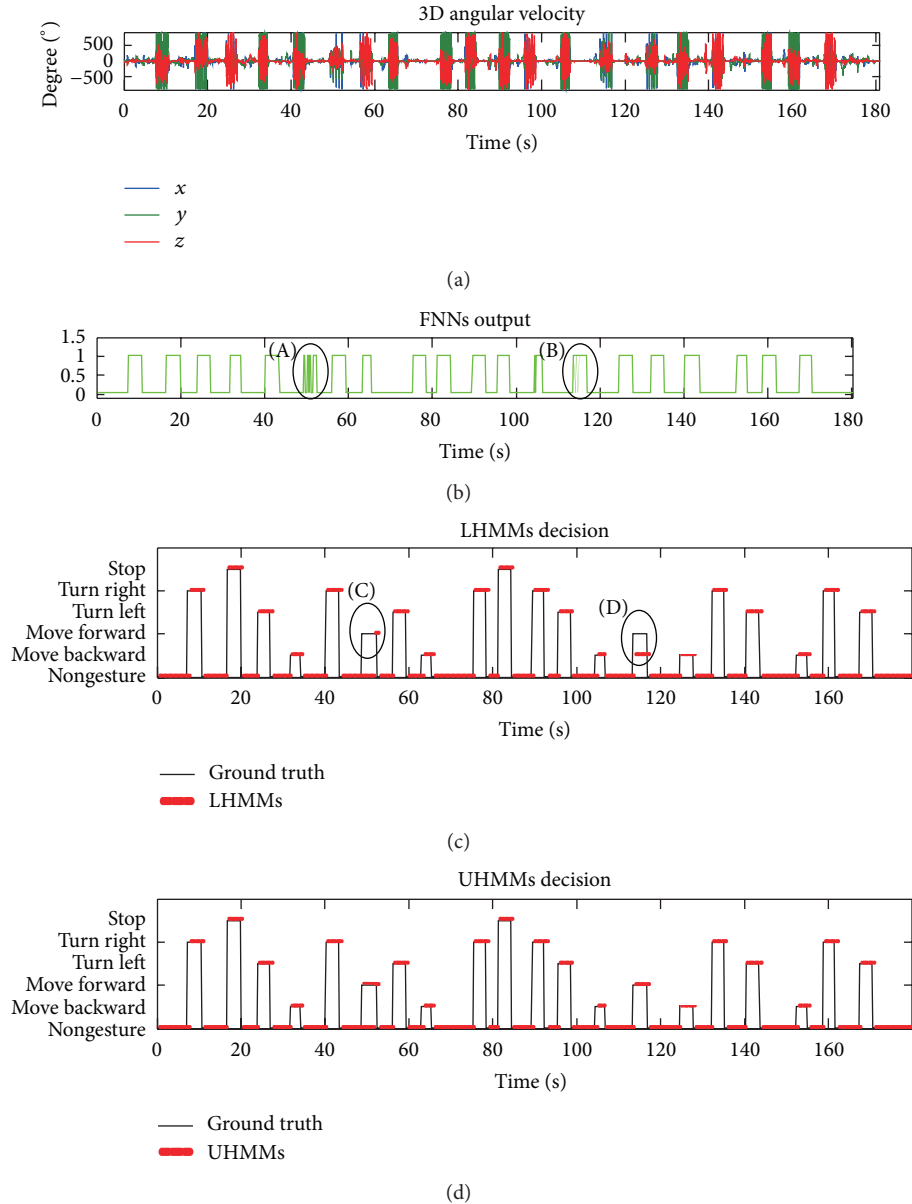 3D angular velocity
Degree (°)
500
0
−500
0 20 40 60 80 100 120 140 160 180
Time (s)
x
y
z
(a)
FNNs output
1.5
1
0.5
0
(A)
(B)
0 20 40 60 80 100 120 140 160 180
Time (s)
(b)
LHMMs decision
Stop
Turn right
Turn left
Move forward
Move backward
Nongesture
(C)
(D)
0 20 40 60 80 100 120 140 160
Time (s)
Ground truth
LHMMs
(c)
UHMMs decision
Stop
Turn right
Turn left
Move forward
Move backward
Nongesture
0 20 40 60 80 100 120 140 160
Time (s)
Ground truth
UHMMs
(d)